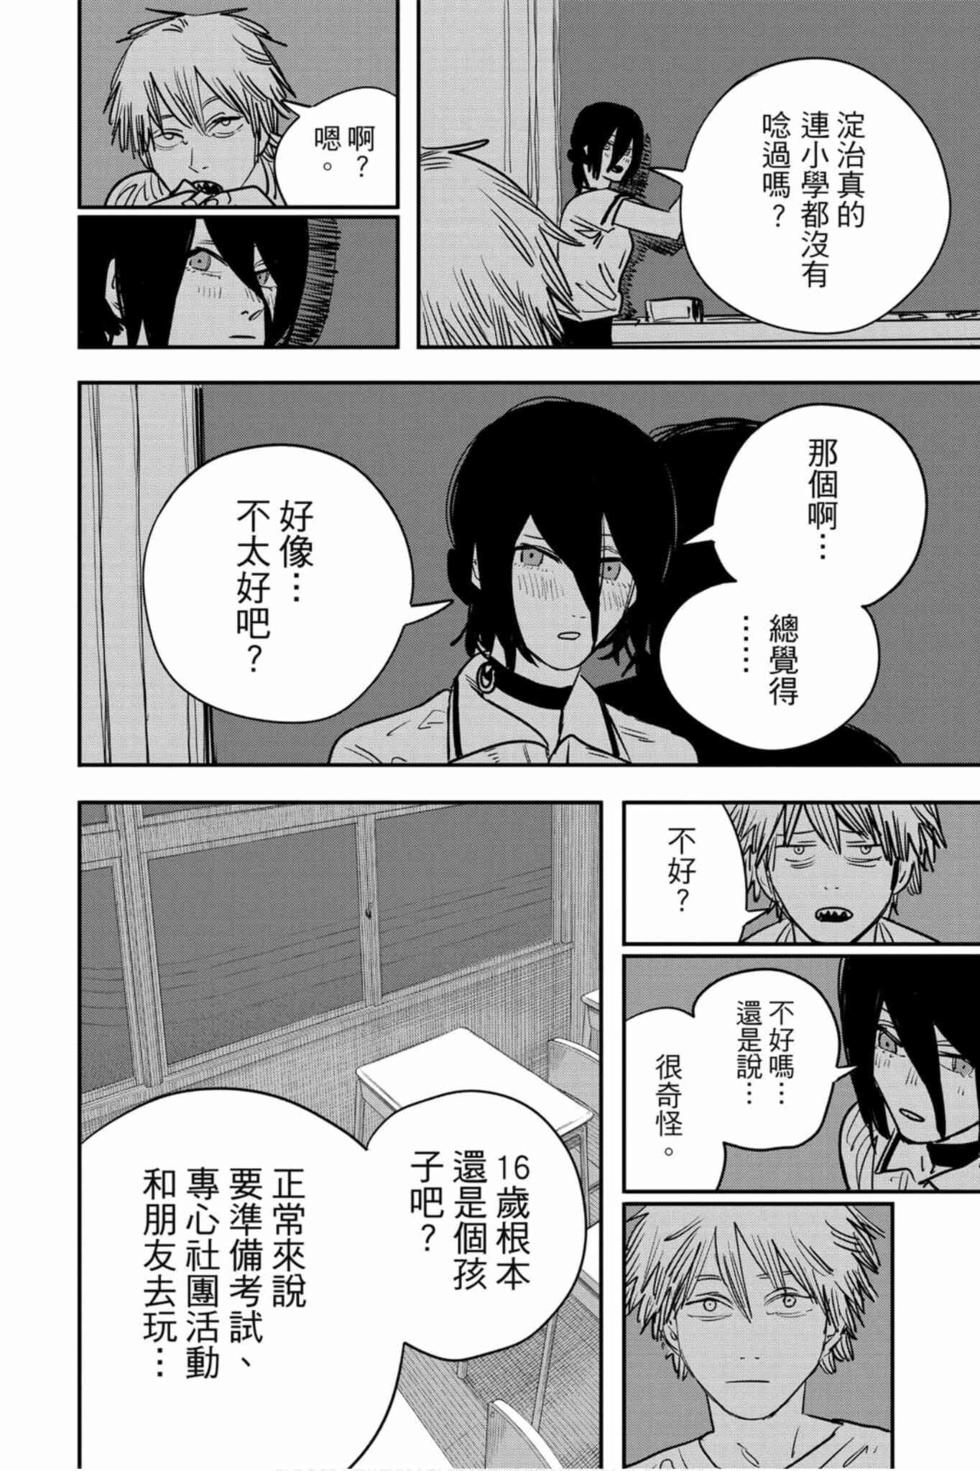 淀治真的
連小學都沒有
唸過嗎？
啊？
嗯。
那個啊…
總覺得
……
好像…
不太好吧？
不好？
不好嗎…
還是說…
很奇怪。
16歲根本
還是個孩
子吧？
正常來說
要準備考試、
專心社團活動
和朋友去玩…